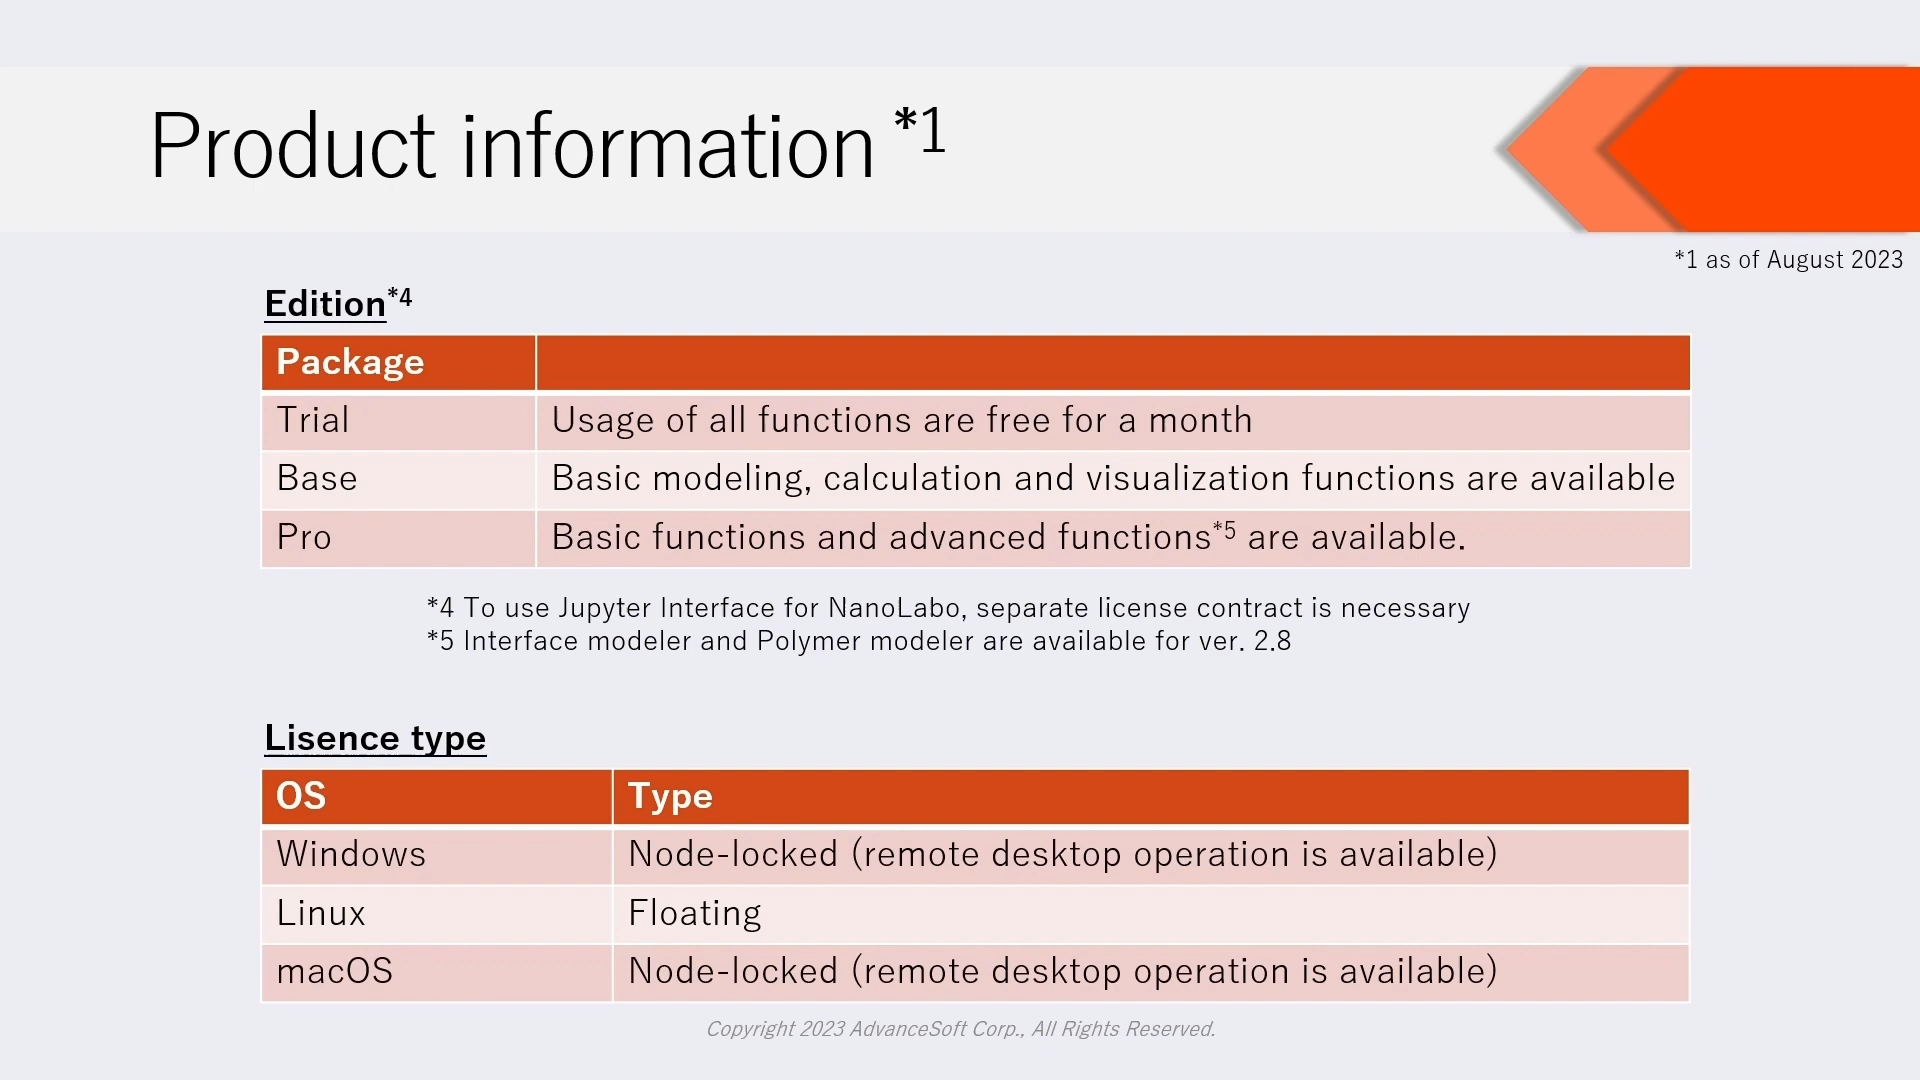 Product information *1
*1 as of August 2023
Edition*4
Package
Trial Usage of all functions are free for a month
Base Basic modeling, calculation and visualization functions are available
Pro Basic functions and advanced functions*5 are available.
*4 To use Jupyter Interface for NanoLabo, separate license contract is necessary
*5 Interface modeler and Polymer modeler are available for ver. 2.8
Lisence type
OS Type
Windows Node-locked (remote desktop operation is available)
Linux Floating
macOS Node-locked (remote desktop operation is available)
Copyright 2023 AdvanceSoft Corp., All Rights Reserved.